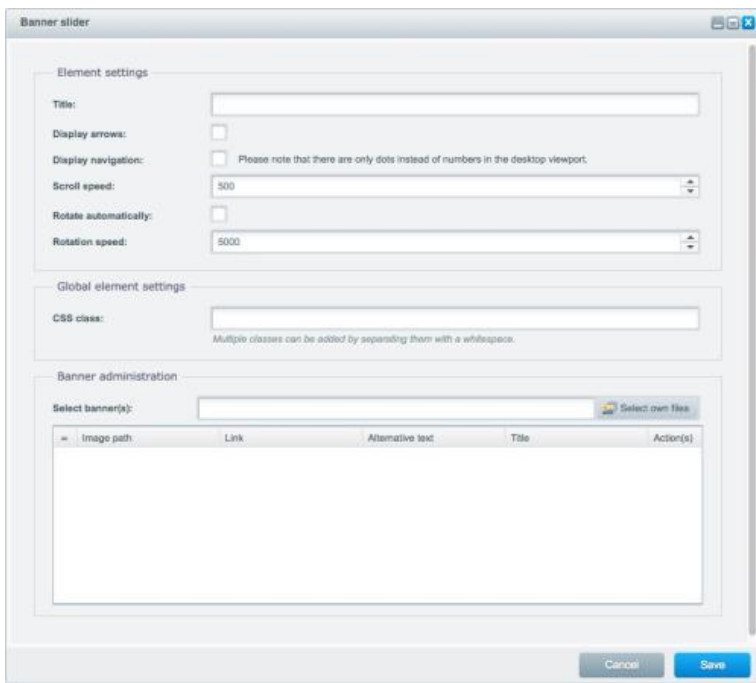 Banner slider
Element settings
Title:
Display arrows:
Display navigation: Please note that there are only dots instead of numbers in the desktop viewport.
Scroll speed: 500
Rotate automatically:
Rotation speed: 5000
Global element settings
CSS class:
Multiple classes can be added by separating them with a whitespace.
Banner administration
Select banner(s): Select own files
Image path Link Alternative text Title Action(s)
Cancel Save